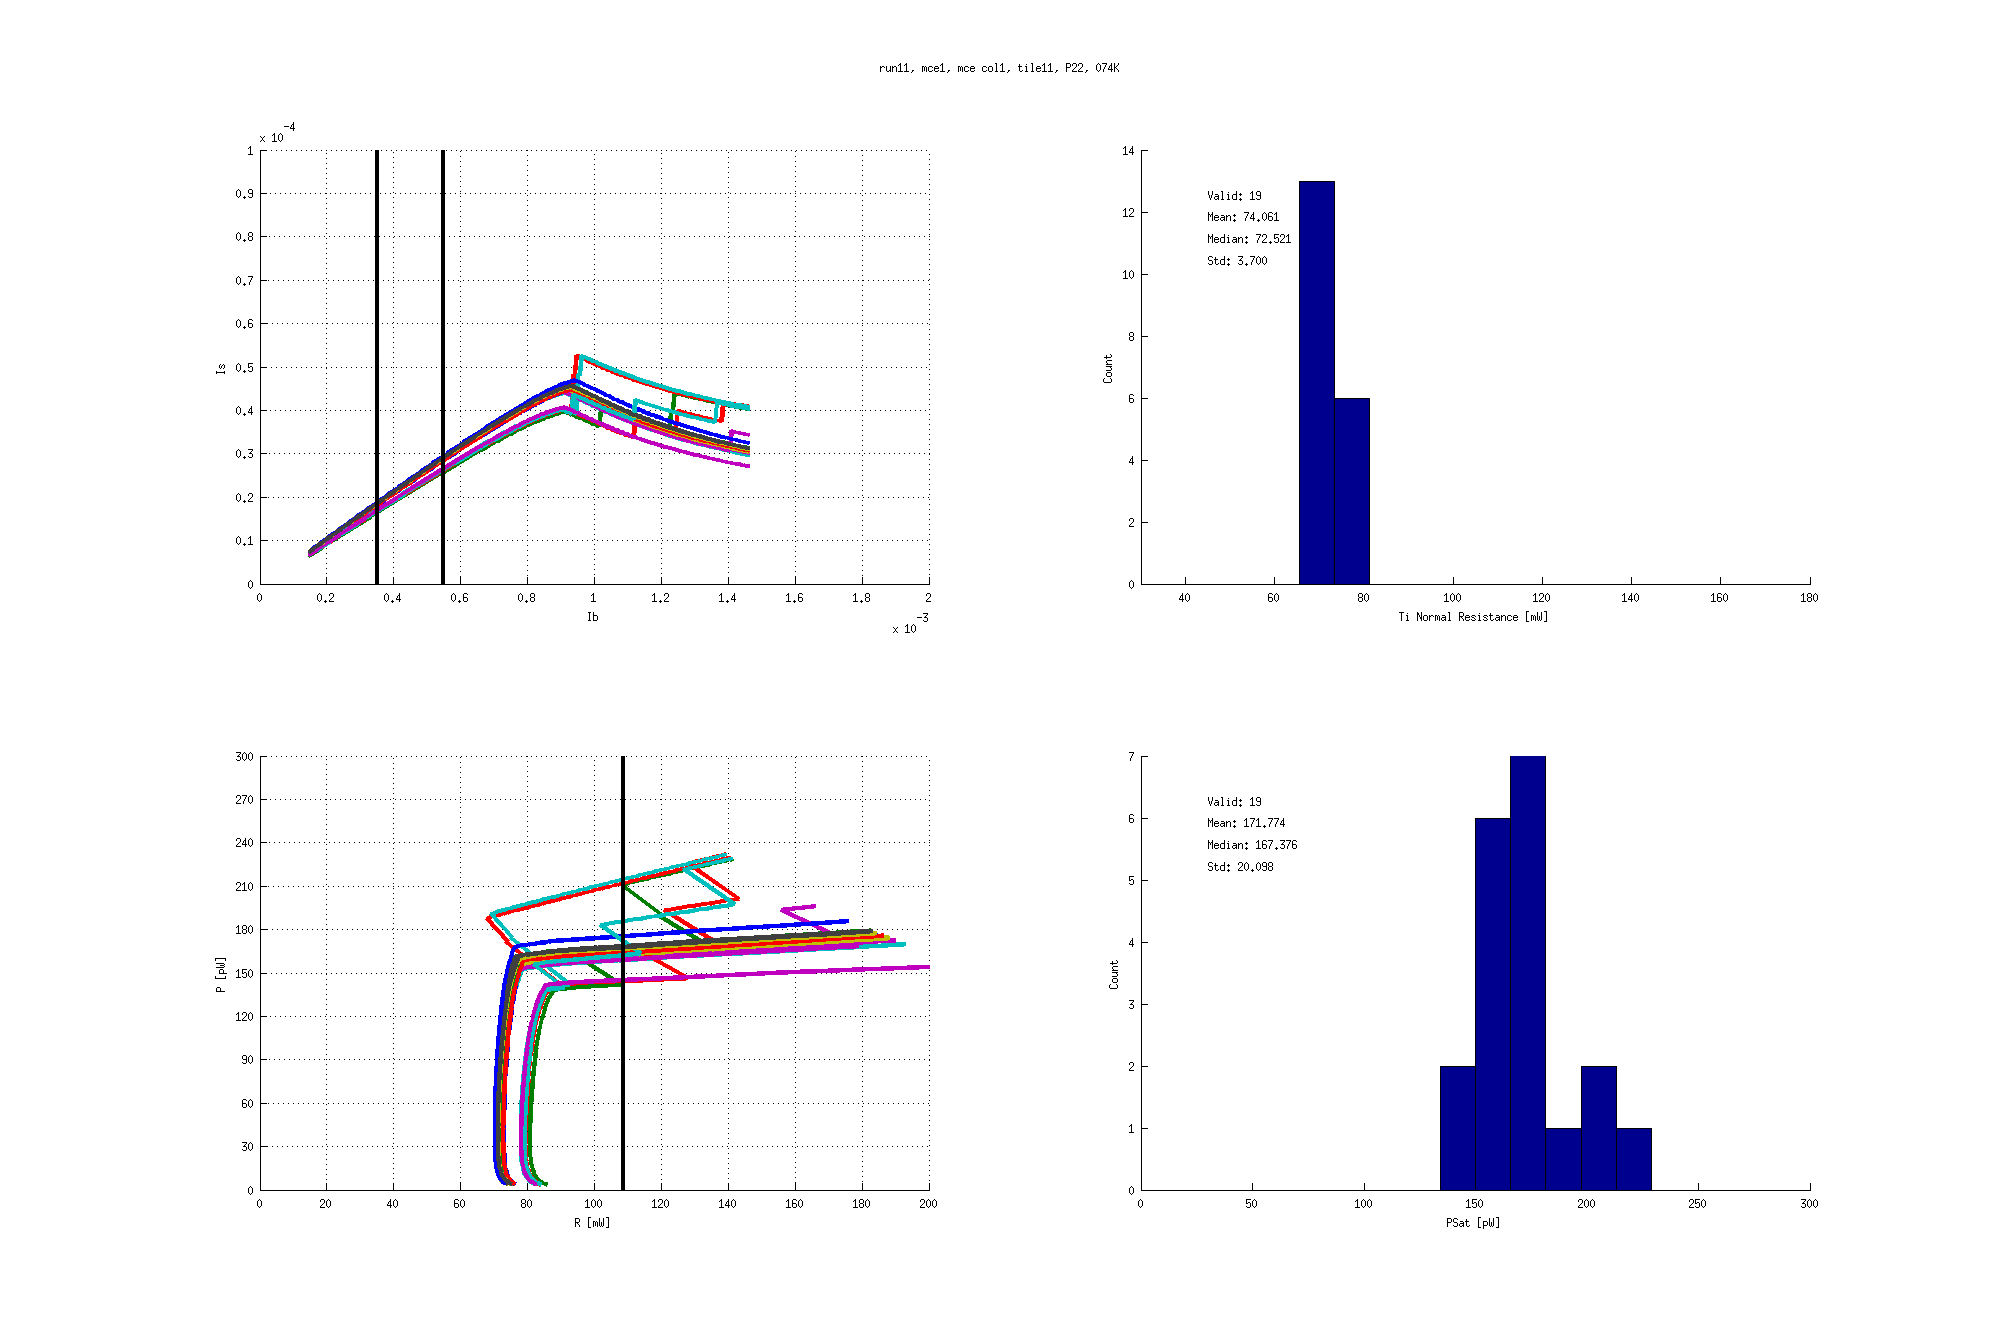 run11, mce1, mce col1, tile11, P22, 074K
x 10^-4
1
0.9
0.8
0.7
0.6
0.5
0.4
0.3
0.2
0.1
0
Is
0 0.2 0.4 0.6 0.8 1 1.2 1.4 1.6 1.8 2
Ib
x 10^-3
14
12
10
8
6
4
2
0
Count
Valid: 19
Mean: 74.061
Median: 72.521
Std: 3.700
40 60 80 100 120 140 160 180
Ti Normal Resistance [mW]
300
270
240
210
180
150
120
90
60
30
0
P [pW]
0 20 40 60 80 100 120 140 160 180 200
R [mW]
7
6
5
4
3
2
1
0
Count
Valid: 19
Mean: 171.774
Median: 167.376
Std: 20.098
0 50 100 150 200 250 300
PSat [pW]